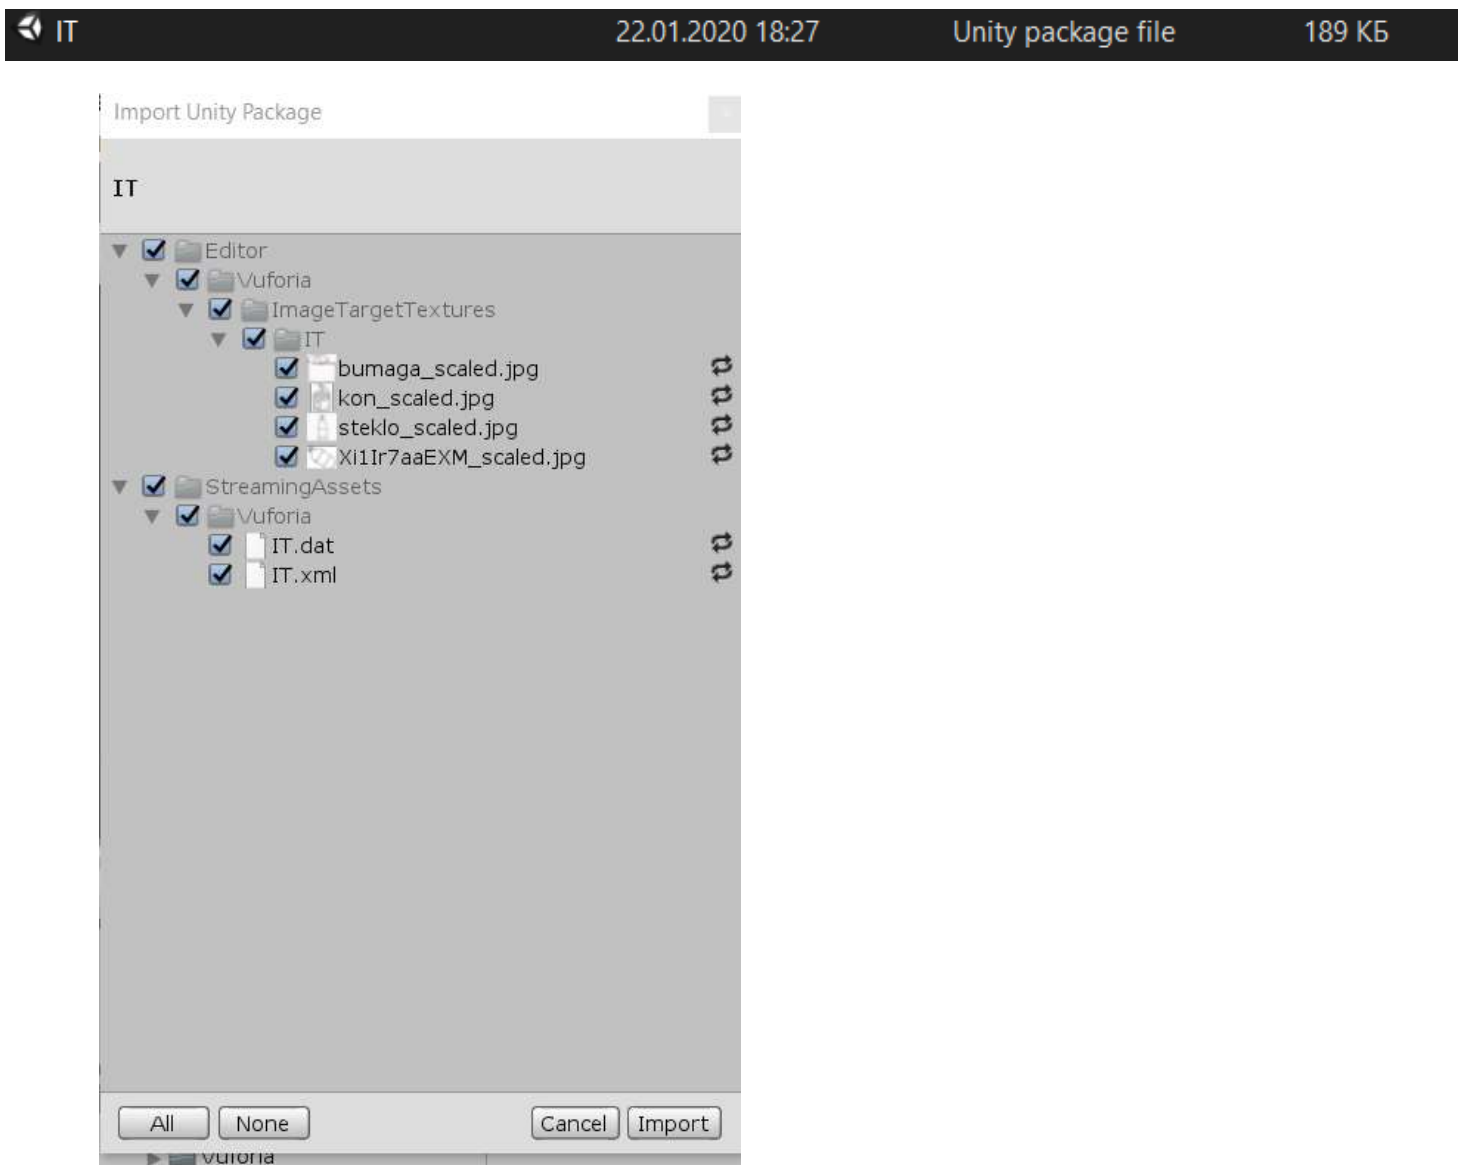 IT 22.01.2020 18:27 Unity package file 189 КБ
Import Unity Package
IT
Editor
Vuforia
ImageTargetTextures
IT
bumaga_scaled.jpg
kon_scaled.jpg
steklo_scaled.jpg
Xi1Ir7aaEXM_scaled.jpg
StreamingAssets
Vuforia
IT.dat
IT.xml
All None Cancel Import
Vuforia